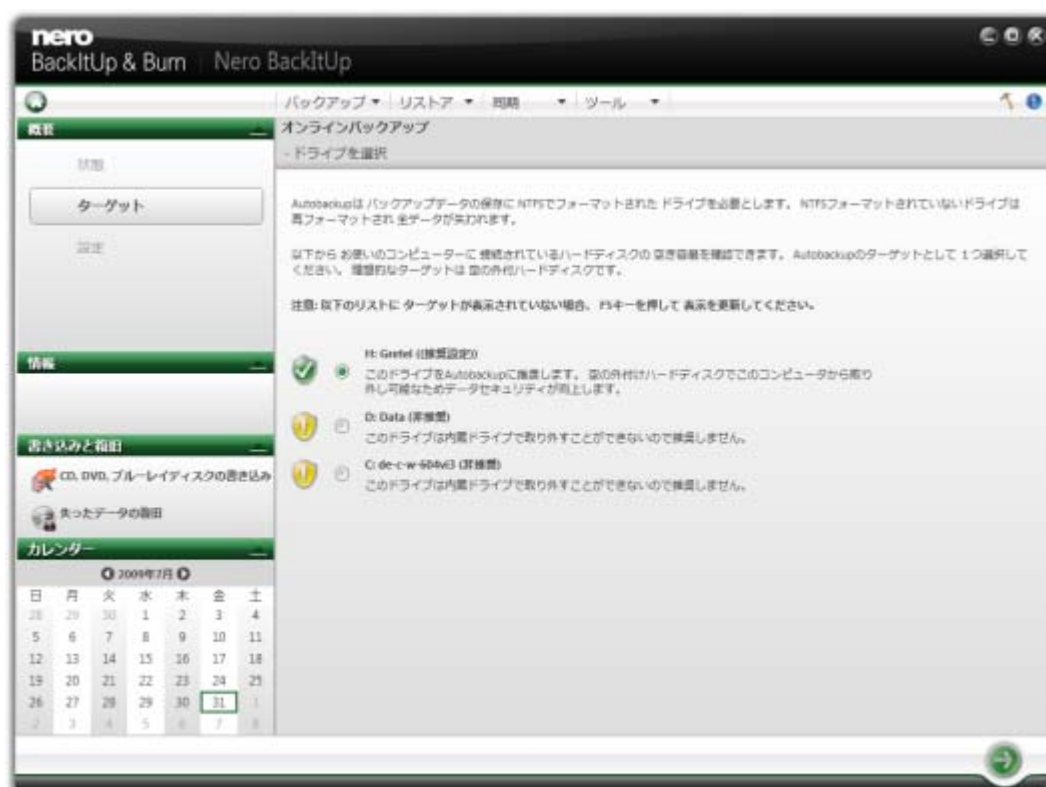 nero
BackItUp & Burn | Nero BackItUp
バックアップ リストア 同期 ツール
概要
状態
ターゲット
設定
情報
書き込みと復旧
CD, DVD, ブルーレイディスクの書き込み
失ったデータの復旧
カレンダー
2009年7月
日 月 火 水 木 金 土
28 29 30 1 2 3 4
5 6 7 8 9 10 11
12 13 14 15 16 17 18
19 20 21 22 23 24 25
26 27 28 29 30 31 1
2 3 4 5 6 7 8
オンラインバックアップ
- ドライブを選択
Autobackupは バックアップデータの保存に NTFSでフォーマットされた ドライブを必要とします。 NTFSフォーマットされていないドライブは
再フォーマットされ 全データが失われます。
以下から お使いのコンピューターに 接続されているハードディスクの 空き容量を確認できます。 Autobackupのターゲットとして 1つ選択して
ください。 理想的なターゲットは 空の外付ハードディスクです。
注意: 以下のリストに ターゲットが表示されていない場合、 F5キーを押して 表示を更新してください。
H: Gretel ((推奨設定))
このドライブをAutobackupに推奨します。 空の外付けハードディスクでこのコンピュータから取り
外し可能なためデータセキュリティが向上します。
D: Data (非推奨)
このドライブは内蔵ドライブで取り外すことができないので推奨しません。
C: de-c-w-604vi3 (非推奨)
このドライブは内蔵ドライブで取り外すことができないので推奨しません。